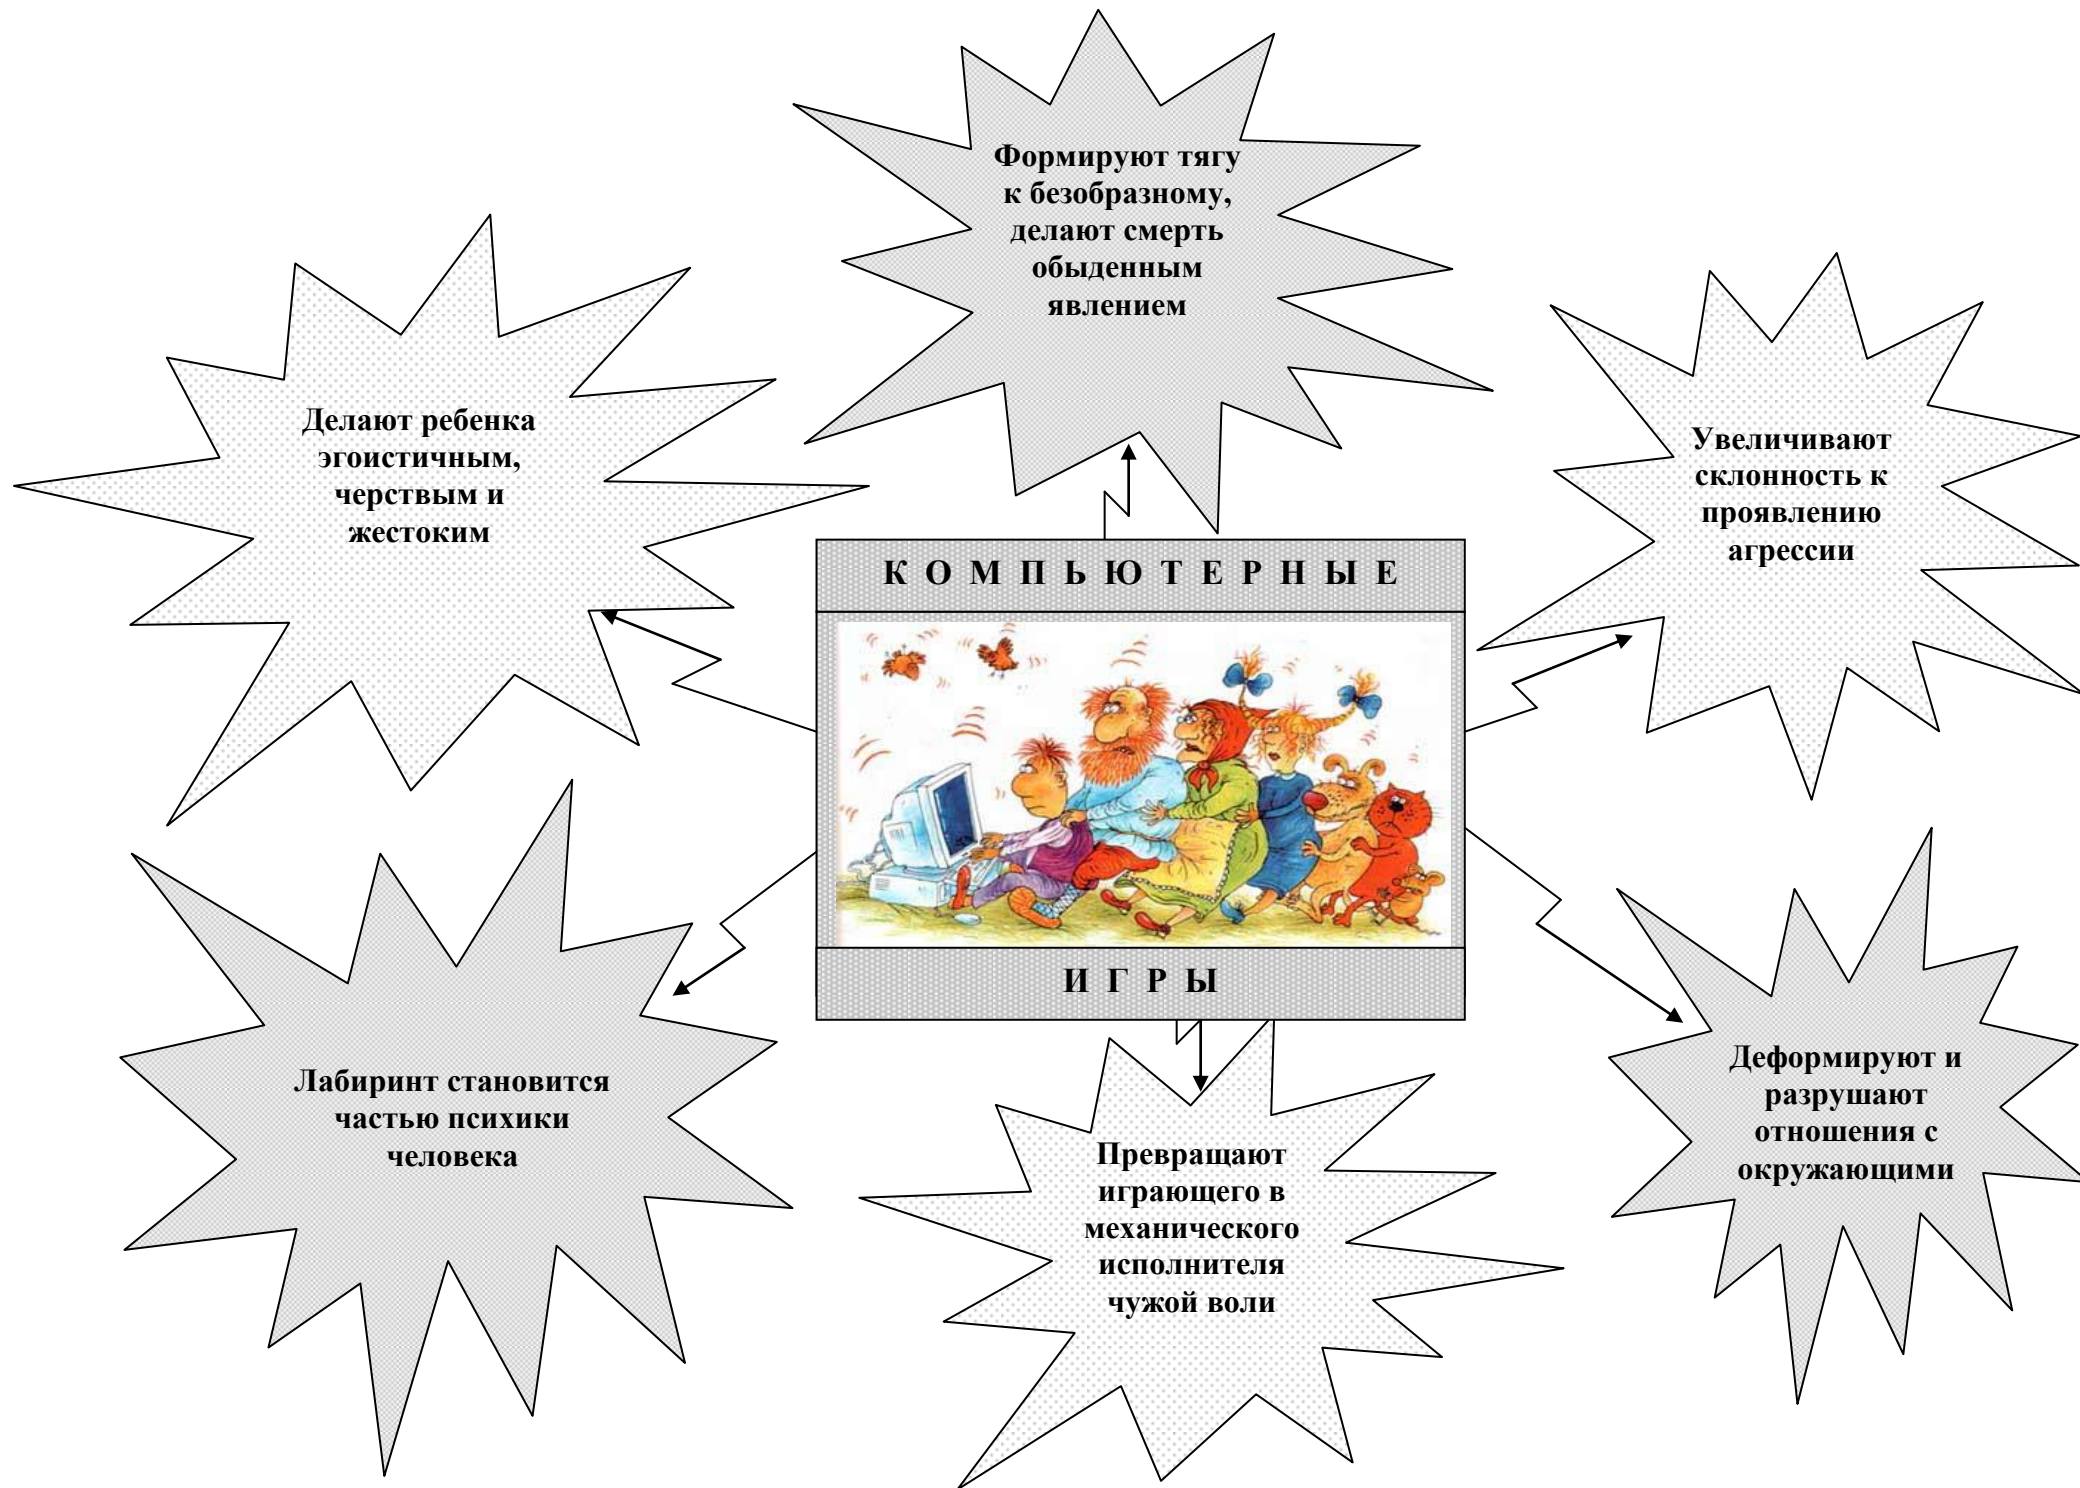 Формируют тягу
к безобразному,
делают смерть
обыденным
явлением
Делают ребенка
эгоистичным,
черствым и
жестоким
Увеличивают
склонность к
проявлению
агрессии
К О М П Ь Ю Т Е Р Н Ы Е
И Г Р Ы
Лабиринт становится
частью психики
человека
Превращают
играющего в
механического
исполнителя
чужой воли
Деформируют и
разрушают
отношения с
окружающими